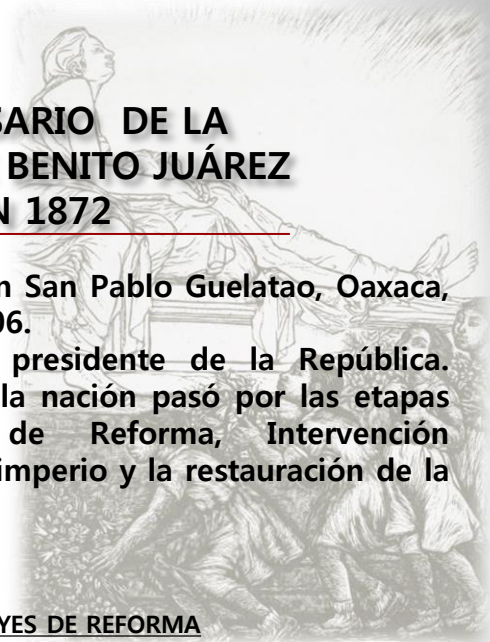 SARIO DE LA
BENITO JUÁREZ
N 1872
n San Pablo Guelatao, Oaxaca,
06.
presidente de la República.
la nación pasó por las etapas
de Reforma, Intervención
imperio y la restauración de la
YES DE REFORMA